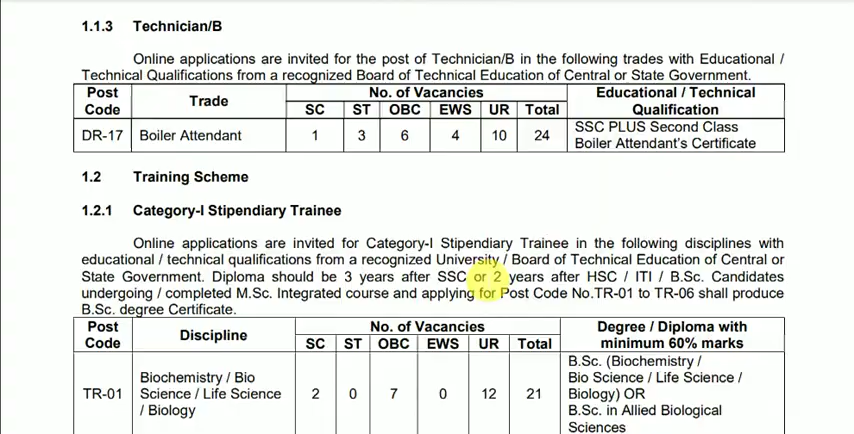 1.1.3 Technician/B
Online applications are invited for the post of Technician/B in the following trades with Educational /
Technical Qualifications from a recognized Board of Technical Education of Central or State Government.
Post Code Trade No. of Vacancies Educational / Technical Qualification
SC ST OBC EWS UR Total
DR-17 Boiler Attendant 1 3 6 4 10 24 SSC PLUS Second Class
Boiler Attendant's Certificate
1.2 Training Scheme
1.2.1 Category-I Stipendiary Trainee
Online applications are invited for Category-I Stipendiary Trainee in the following disciplines with
educational / technical qualifications from a recognized University / Board of Technical Education of Central or
State Government. Diploma should be 3 years after SSC or 2 years after HSC / ITI / B.Sc. Candidates
undergoing / completed M.Sc. Integrated course and applying for Post Code No.TR-01 to TR-06 shall produce
B.Sc. degree Certificate.
Post Code Discipline No. of Vacancies Degree / Diploma with minimum 60% marks
SC ST OBC EWS UR Total
TR-01 Biochemistry / Bio Science / Life Science / Biology 2 0 7 0 12 21 B.Sc. (Biochemistry /
Bio Science / Life Science /
Biology) OR
B.Sc. in Allied Biological
Sciences